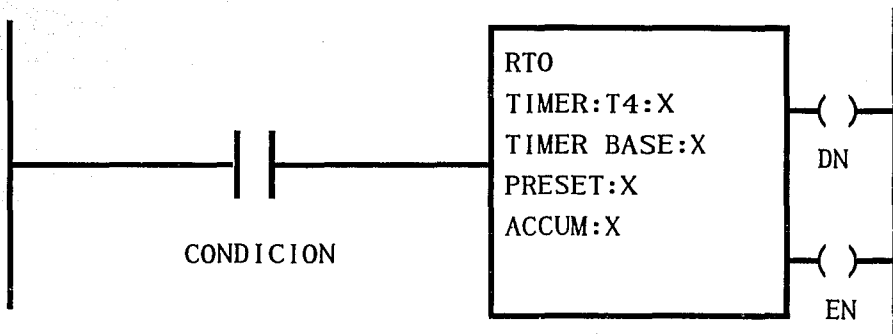 RTO
TIMER:T4:X
TIMER BASE:X
PRESET:X
ACCUM:X
DN
EN
CONDICION